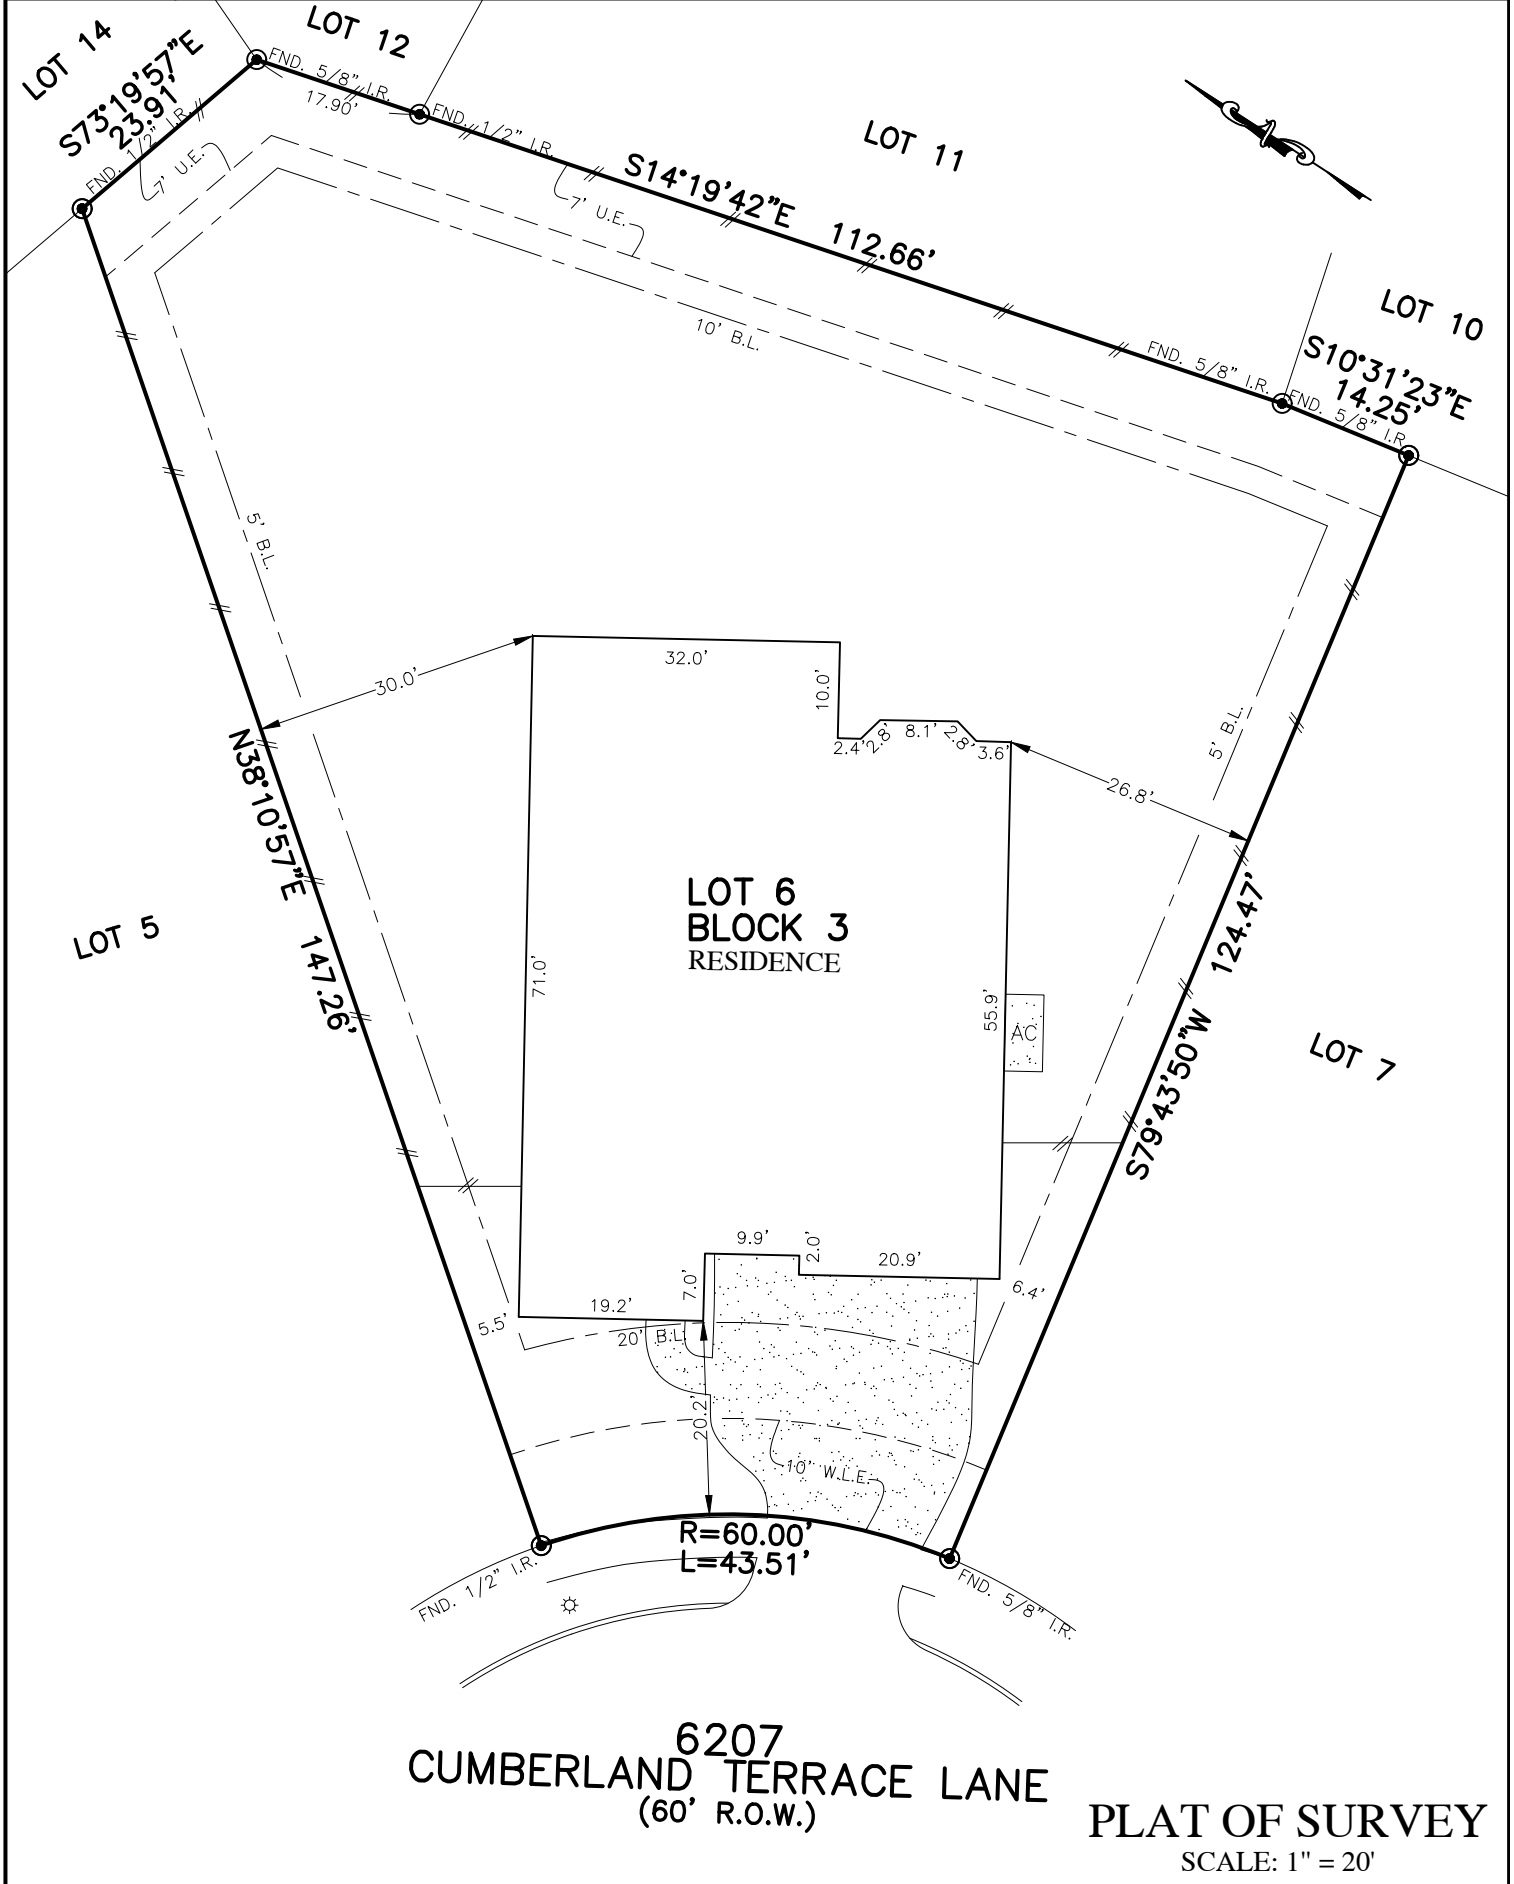 LOT 14
LOT 12
S73°19'57"E
23.91'
FND. 1/2" I.R.
7' U.E.
FND. 5/8" I.R.
17.90'
FND. 1/2" I.R.
LOT 11
S14°19'42"E 112.66'
7' U.E.
10' B.L.
LOT 10
S10°31'23"E
14.25'
FND. 5/8" I.R.
FND. 5/8" I.R.
5' B.L.
30.0'
32.0'
10.0'
2.4'
2.8'
8.1'
2.8'
3.6'
26.8'
5' B.L.
N38°10'57"E 147.26'
LOT 5
LOT 6
BLOCK 3
RESIDENCE
71.0'
55.9'
AC
S79°43'50"W 124.47'
LOT 7
9.9'
2.0'
20.9'
7.0'
19.2'
5.5'
6.4'
20' B.L.
20.2'
10' W.L.E.
R=60.00'
L=43.51'
FND. 1/2" I.R.
FND. 5/8" I.R.
6207
CUMBERLAND TERRACE LANE
(60' R.O.W.)
PLAT OF SURVEY
SCALE: 1" = 20'